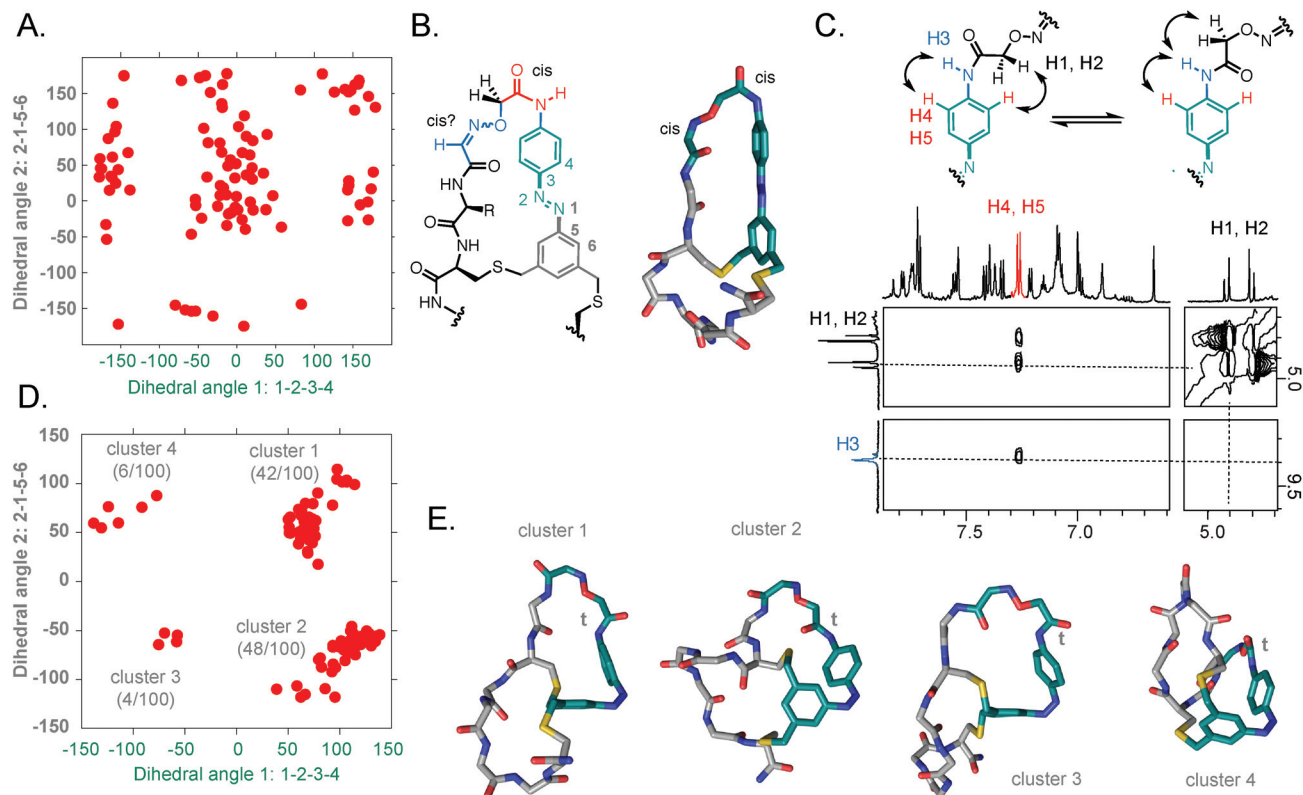 A.
Dihedral angle 2: 2-1-5-6
150
100
50
0
-50
-100
-150
-150
-100
-50
0
50
100
150
Dihedral angle 1: 1-2-3-4
B.
cis
cis?
H
H
O
N
H
H
N
O
O
4
3
N
2
N
1
5
6
NH
R
O
HN
O
S
HN
S
cis
cis
C.
H3
O
O
N
H
N
H
H
H1, H2
H
H
H4
H5
N
H
H
O
N
H
N
O
H
H
N
H4, H5
H1, H2
H1, H2
5.0
H3
9.5
7.5
7.0
5.0
D.
Dihedral angle 2: 2-1-5-6
150
100
50
0
-50
-100
-150
cluster 4
(6/100)
cluster 1
(42/100)
cluster 2
(48/100)
cluster 3
(4/100)
-150
-100
-50
0
50
100
150
Dihedral angle 1: 1-2-3-4
E.
cluster 1
t
cluster 2
t
t
cluster 3
t
cluster 4